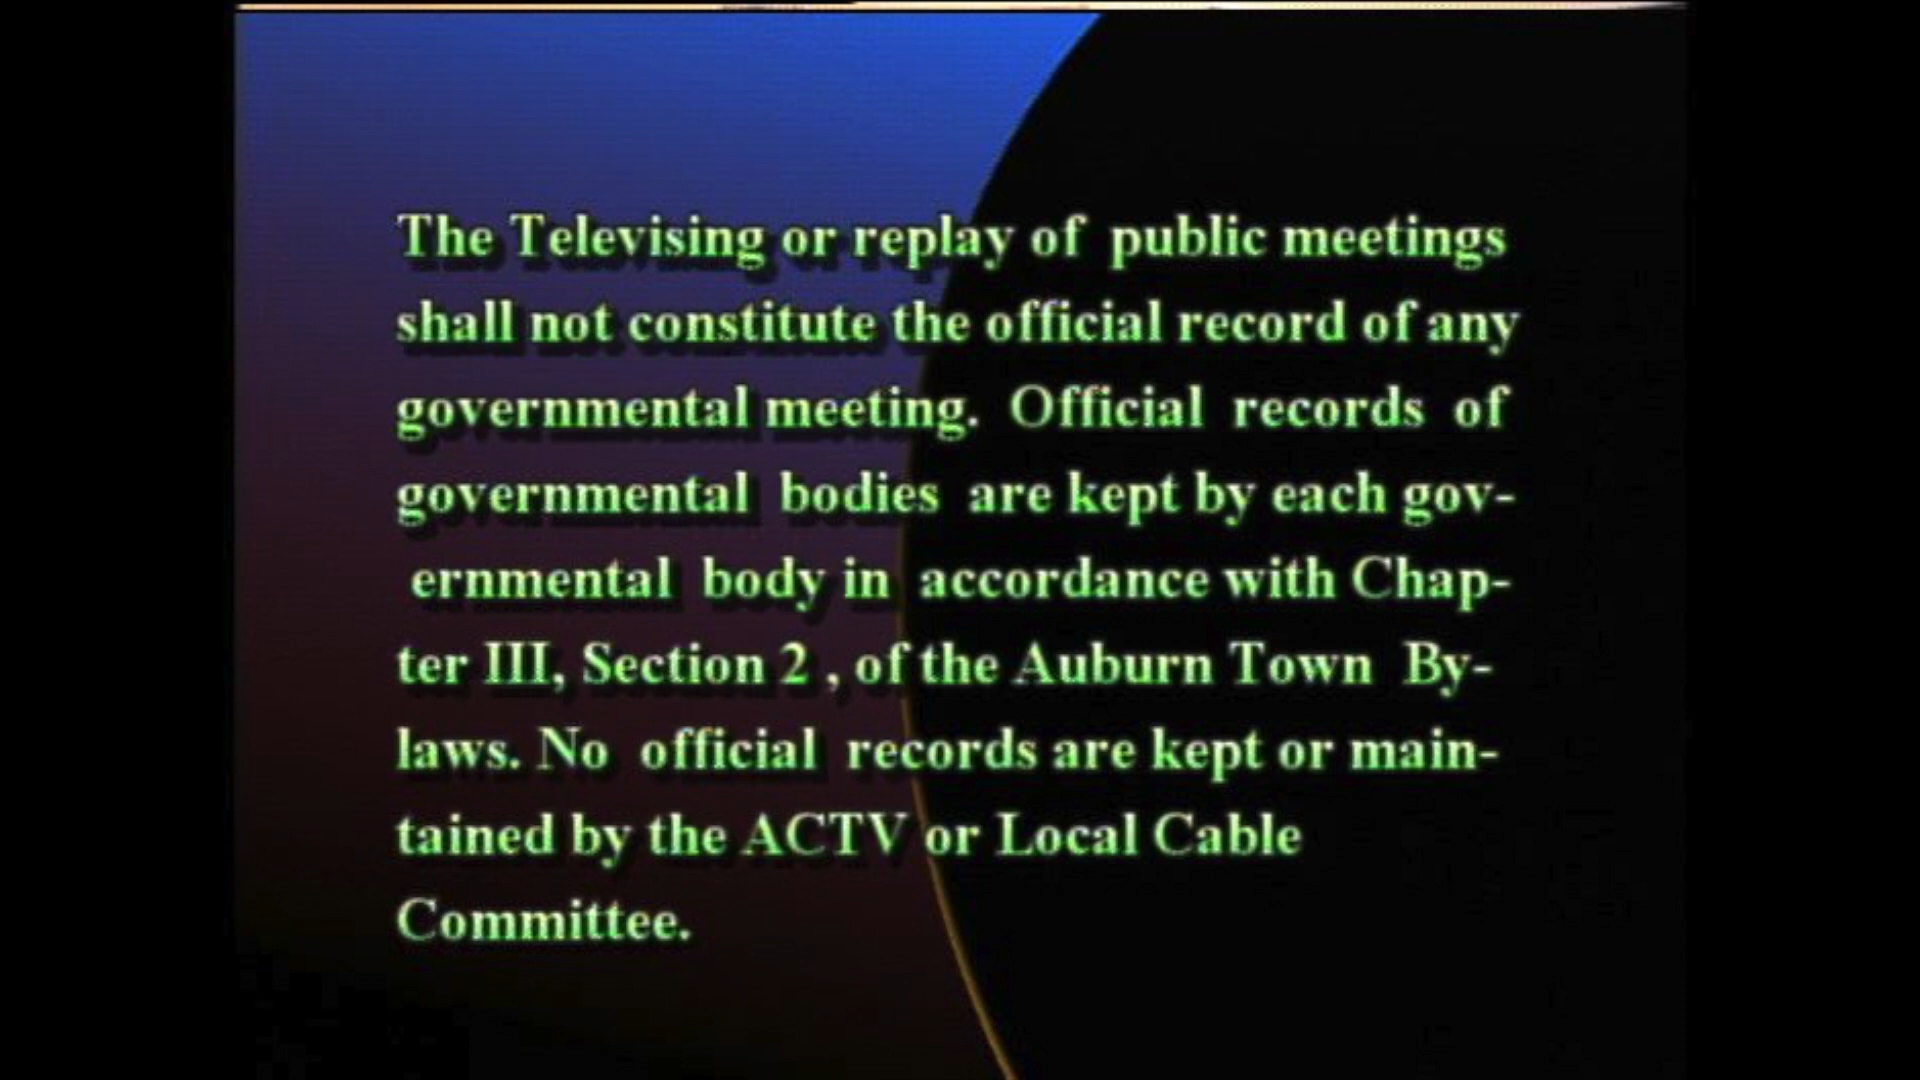 The Televising or replay of public meetings
shall not constitute the official record of any
governmental meeting. Official records of
governmental bodies are kept by each gov-
ernmental body in accordance with Chap-
ter III, Section 2 , of the Auburn Town By-
laws. No official records are kept or main-
tained by the ACTV or Local Cable
Committee.